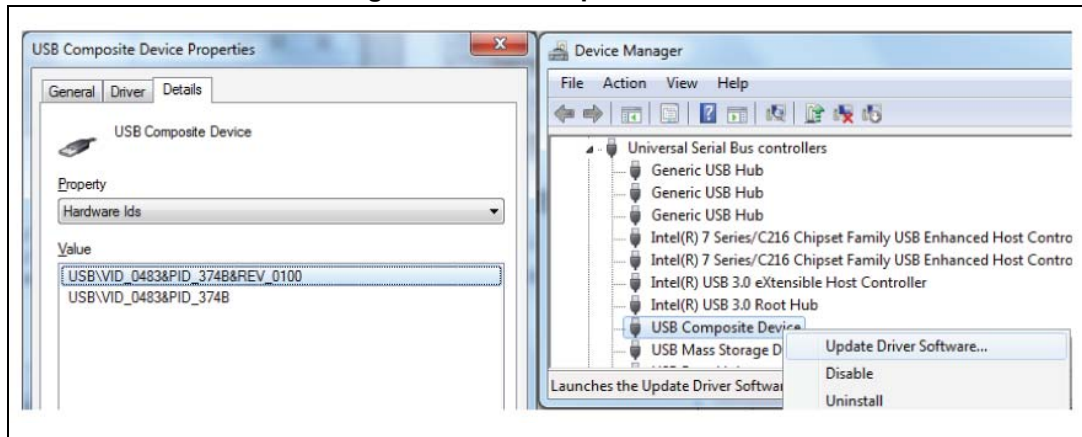 USB Composite Device Properties
General Driver Details
USB Composite Device
Property
Hardware Ids
Value
USB\VID_0483&PID_374B&REV_0100
USB\VID_0483&PID_374B
Device Manager
File Action View Help
Universal Serial Bus controllers
Generic USB Hub
Generic USB Hub
Generic USB Hub
Intel(R) 7 Series/C216 Chipset Family USB Enhanced Host Contro
Intel(R) 7 Series/C216 Chipset Family USB Enhanced Host Contro
Intel(R) USB 3.0 eXtensible Host Controller
Intel(R) USB 3.0 Root Hub
USB Composite Device
USB Mass Storage D
Launches the Update Driver Softwar
Update Driver Software...
Disable
Uninstall